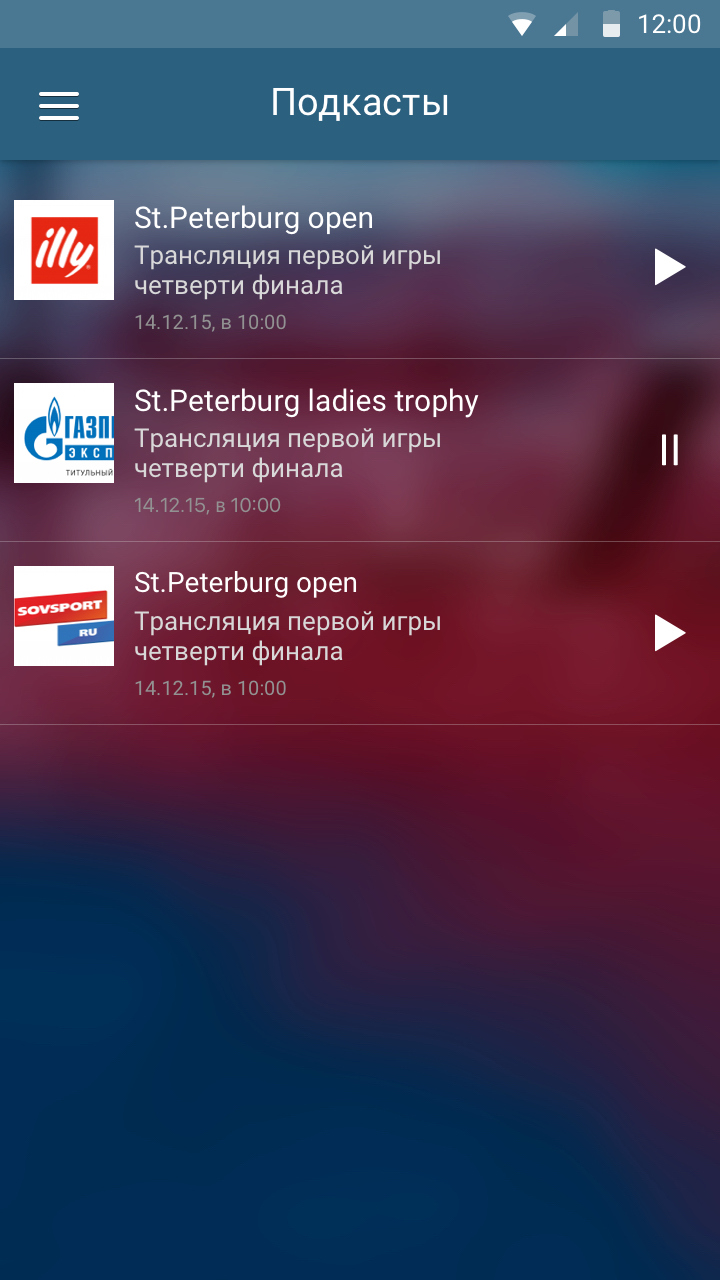 12:00
Подкасты
illy
St.Peterburg open
Трансляция первой игры
четверти финала
14.12.15, в 10:00
ГАЗП
ЭКСП
ТИТУЛЬНЫЙ
St.Peterburg ladies trophy
Трансляция первой игры
четверти финала
14.12.15, в 10:00
SOVSPORT
RU
St.Peterburg open
Трансляция первой игры
четверти финала
14.12.15, в 10:00